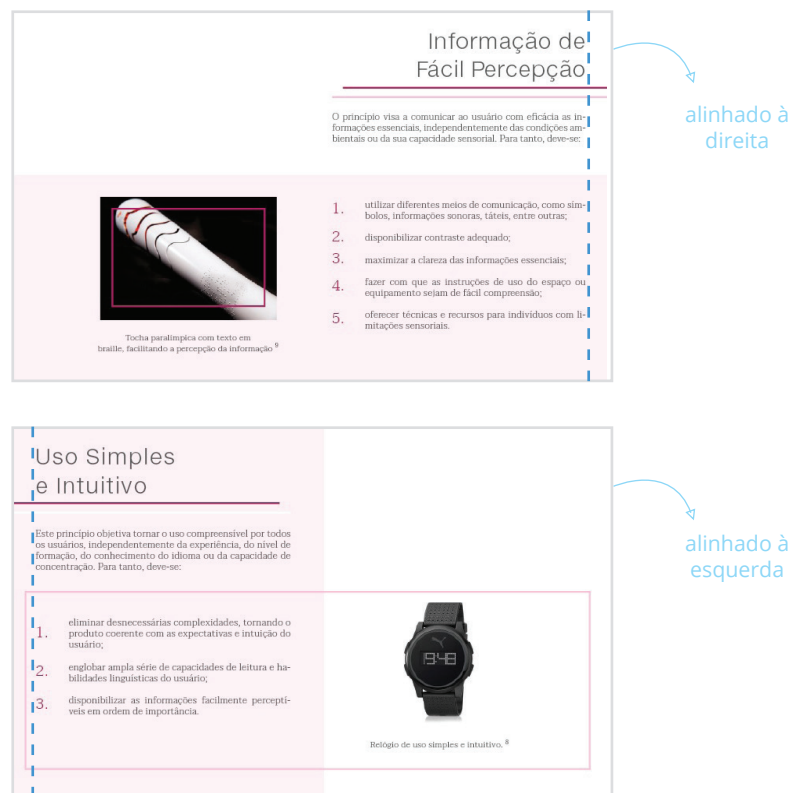 Informação de
Fácil Percepção
O princípio visa a comunicar ao usuário com eficácia as in-
formações essenciais, independentemente das condições am-
bientais ou da sua capacidade sensorial. Para tanto, deve-se:
alinhado à
direita
1. utilizar diferentes meios de comunicação, como sím-
bolos, informações sonoras, táteis, entre outras;
2. disponibilizar contraste adequado;
3. maximizar a clareza das informações essenciais;
4. fazer com que as instruções de uso do espaço ou
equipamento sejam de fácil compreensão;
5. oferecer técnicas e recursos para indivíduos com li-
mitações sensoriais.
Tocha paralímpica com texto em
braille, facilitando a percepção da informação 9
Uso Simples
e Intuitivo
Este princípio objetiva tornar o uso compreensível por todos
os usuários, independentemente da experiência, do nível de
formação, do conhecimento do idioma ou da capacidade de
concentração. Para tanto, deve-se:
alinhado à
esquerda
1. eliminar desnecessárias complexidades, tornando o
produto coerente com as expectativas e intuição do
usuário;
2. englobar ampla série de capacidades de leitura e ha-
bilidades linguísticas do usuário;
3. disponibilizar as informações facilmente perceptí-
veis em ordem de importância.
19:48
Relógio de uso simples e intuitivo. 8